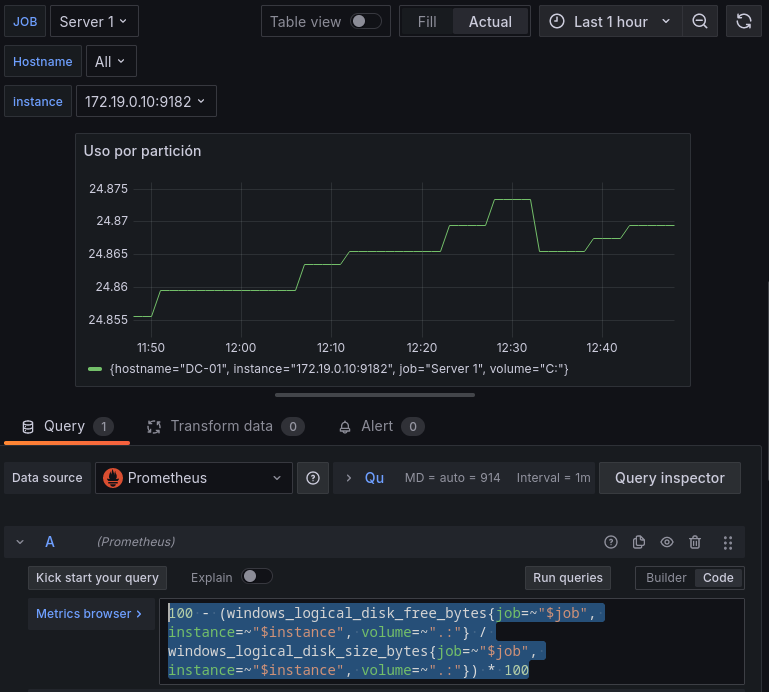 JOB Server 1 Table view Fill Actual Last 1 hour
Hostname All
instance 172.19.0.10:9182
Uso por partición
24.875
24.87
24.865
24.86
24.855
11:50 12:00 12:10 12:20 12:30 12:40
{hostname="DC-01", instance="172.19.0.10:9182", job="Server 1", volume="C:"}
Query 1 Transform data 0 Alert 0
Data source Prometheus Qu MD = auto = 914 Interval = 1m Query inspector
A (Prometheus)
Kick start your query Explain Run queries Builder Code
Metrics browser > 100 - (windows_logical_disk_free_bytes{job=~"$job",
instance=~"$instance", volume=~".:"} /
windows_logical_disk_size_bytes{job=~"$job",
instance=~"$instance", volume=~".:"}) * 100